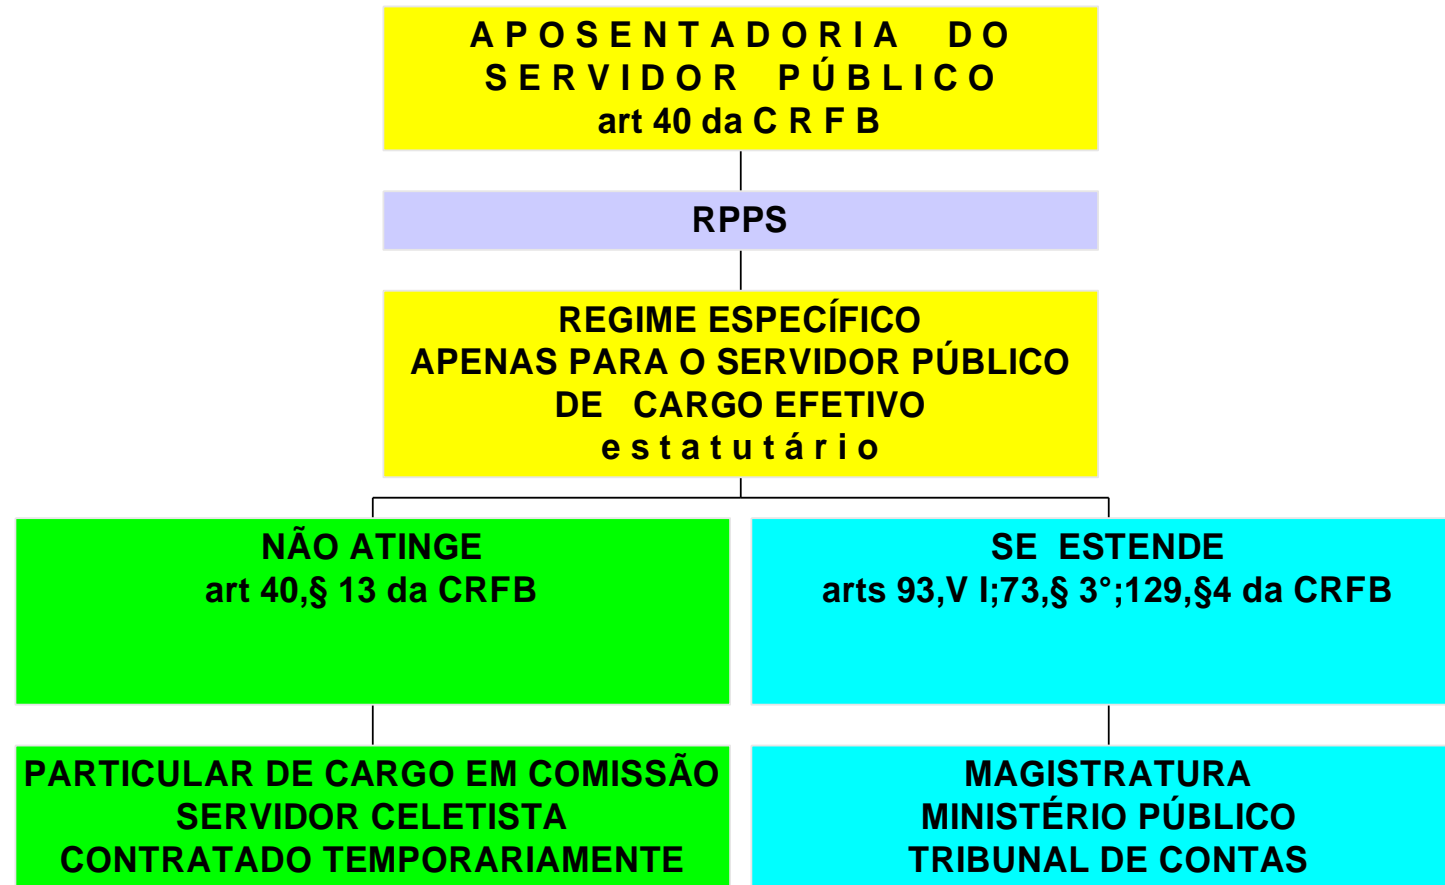 A P O S E N T A D O R I A D O
S E R V I D O R P Ú B L I C O
art 40 da C R F B
RPPS
REGIME ESPECÍFICO
APENAS PARA O SERVIDOR PÚBLICO
DE CARGO EFETIVO
e s t a t u t á r i o
NÃO ATINGE
art 40,§ 13 da CRFB
SE ESTENDE
arts 93,V I;73,§ 3°;129,§4 da CRFB
PARTICULAR DE CARGO EM COMISSÃO
SERVIDOR CELETISTA
CONTRATADO TEMPORARIAMENTE
MAGISTRATURA
MINISTÉRIO PÚBLICO
TRIBUNAL DE CONTAS